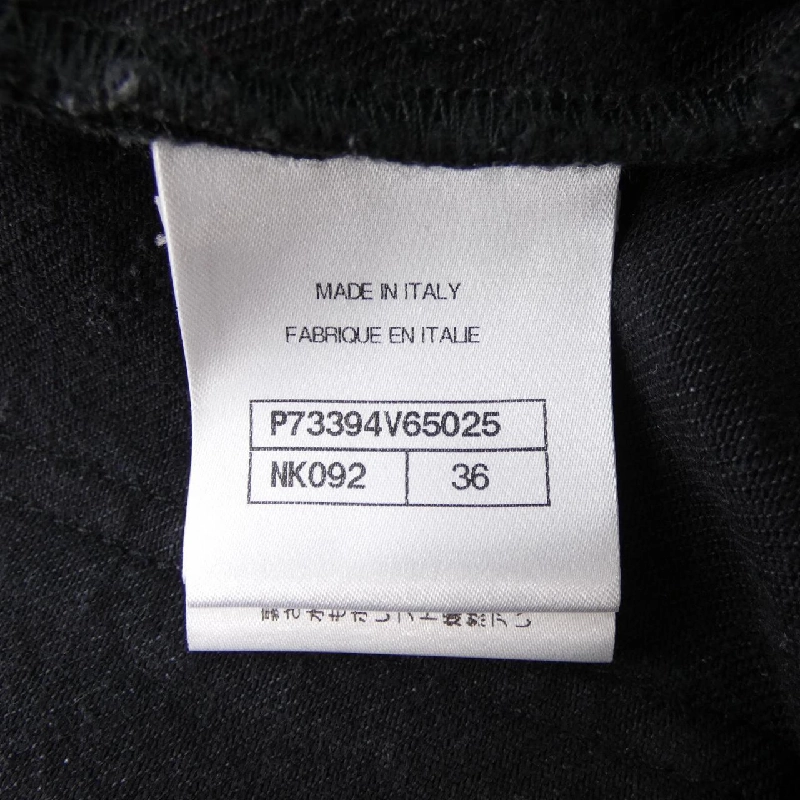 MADE IN ITALY
FABRIQUE EN ITALIE
P73394V65025
NK092 36